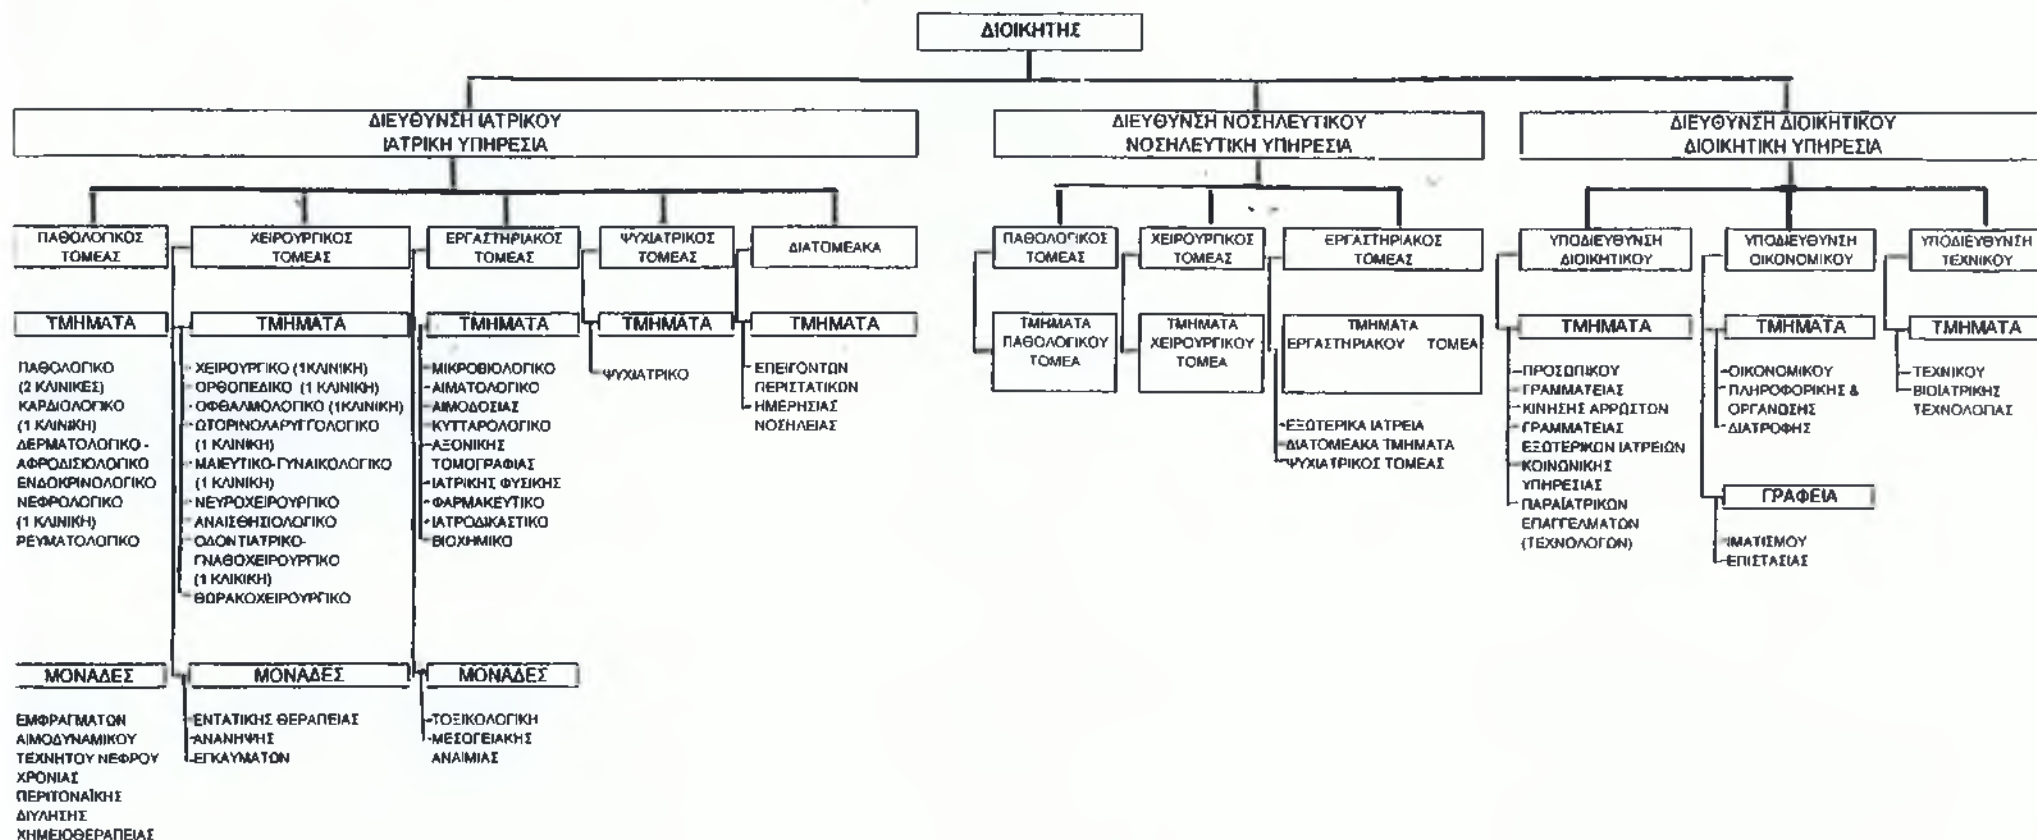 ΔΙΟΙΚΗΤΗΣ
ΔΙΕΥΘΥΝΣΗ ΙΑΤΡΙΚΟΥ
ΙΑΤΡΙΚΗ ΥΠΗΡΕΣΙΑ
ΔΙΕΥΘΥΝΣΗ ΝΟΣΗΛΕΥΤΙΚΟΥ
ΝΟΣΗΛΕΥΤΙΚΗ ΥΠΗΡΕΣΙΑ
ΔΙΕΥΘΥΝΣΗ ΔΙΟΙΚΗΤΙΚΟΥ
ΔΙΟΙΚΗΤΙΚΗ ΥΠΗΡΕΣΙΑ
ΠΑΘΟΛΟΓΙΚΟΣ
ΤΟΜΕΑΣ
ΤΜΗΜΑΤΑ
ΠΑΘΟΛΟΓΙΚΟ
(2 ΚΛΙΝΙΚΕΣ)
ΚΑΡΔΙΟΛΟΓΙΚΟ
(1 ΚΛΙΝΙΚΗ)
ΔΕΡΜΑΤΟΛΟΓΙΚΟ -
ΑΦΡΟΔΙΣΙΟΛΟΓΙΚΟ
ΕΝΔΟΚΡΙΝΟΛΟΓΙΚΟ
ΝΕΦΡΟΛΟΓΙΚΟ
(1 ΚΛΙΝΙΚΗ)
ΡΕΥΜΑΤΟΛΟΓΙΚΟ
ΜΟΝΑΔΕΣ
ΕΜΦΡΑΓΜΑΤΩΝ
ΑΙΜΟΔΥΝΑΜΙΚΟΥ
ΤΕΧΝΗΤΟΥ ΝΕΦΡΟΥ
ΧΡΟΝΙΑΣ
ΠΕΡΙΤΟΝΑΪΚΗΣ
ΔΙΥΛΗΣΗΣ
ΧΗΜΕΙΟΘΕΡΑΠΕΙΑΣ
ΧΕΙΡΟΥΡΓΙΚΟΣ
ΤΟΜΕΑΣ
ΤΜΗΜΑΤΑ
ΧΕΙΡΟΥΡΓΙΚΟ (1ΚΛΙΝΙΚΗ)
ΟΡΘΟΠΕΔΙΚΟ (1 ΚΛΙΝΙΚΗ)
ΟΦΘΑΛΜΟΛΟΓΙΚΟ (1ΚΛΙΝΙΚΗ)
ΩΤΟΡΙΝΟΛΑΡΥΓΓΟΛΟΓΙΚΟ
(1 ΚΛΙΝΙΚΗ)
ΜΑΙΕΥΤΙΚΟ-ΓΥΝΑΙΚΟΛΟΓΙΚΟ
(1 ΚΛΙΝΙΚΗ)
ΝΕΥΡΟΧΕΙΡΟΥΡΓΙΚΟ
ΑΝΑΙΣΘΗΣΙΟΛΟΓΙΚΟ
ΟΔΟΝΤΙΑΤΡΙΚΟ-
ΓΝΑΘΟΧΕΙΡΟΥΡΓΙΚΟ
(1 ΚΛΙΚΙΚΗ)
ΘΩΡΑΚΟΧΕΙΡΟΥΡΓΙΚΟ
ΜΟΝΑΔΕΣ
ΕΝΤΑΤΙΚΗΣ ΘΕΡΑΠΕΙΑΣ
ΑΝΑΝΗΨΗΣ
ΕΓΚΑΥΜΑΤΩΝ
ΕΡΓΑΣΤΗΡΙΑΚΟΣ
ΤΟΜΕΑΣ
ΤΜΗΜΑΤΑ
ΜΙΚΡΟΒΙΟΛΟΓΙΚΟ
ΑΙΜΑΤΟΛΟΓΙΚΟ
ΑΙΜΟΔΟΣΙΑΣ
ΚΥΤΤΑΡΟΛΟΓΙΚΟ
ΑΞΟΝΙΚΗΣ
ΤΟΜΟΓΡΑΦΙΑΣ
ΙΑΤΡΙΚΗΣ ΦΥΣΙΚΗΣ
ΦΑΡΜΑΚΕΥΤΙΚΟ
ΙΑΤΡΟΔΙΚΑΣΤΙΚΟ
ΒΙΟΧΗΜΙΚΟ
ΜΟΝΑΔΕΣ
ΤΟΞΙΚΟΛΟΓΙΚΗ
ΜΕΣΟΓΕΙΑΚΗΣ
ΑΝΑΙΜΙΑΣ
ΨΥΧΙΑΤΡΙΚΟΣ
ΤΟΜΕΑΣ
ΤΜΗΜΑΤΑ
ΨΥΧΙΑΤΡΙΚΟ
ΔΙΑΤΟΜΕΑΚΑ
ΤΜΗΜΑΤΑ
ΕΠΕΙΓΟΝΤΩΝ
ΠΕΡΙΣΤΑΤΙΚΩΝ
ΗΜΕΡΗΣΙΑΣ
ΝΟΣΗΛΕΙΑΣ
ΠΑΘΟΛΟΓΙΚΟΣ
ΤΟΜΕΑΣ
ΤΜΗΜΑΤΑ
ΠΑΘΟΛΟΓΙΚΟΥ
ΤΟΜΕΑ
ΧΕΙΡΟΥΡΓΙΚΟΣ
ΤΟΜΕΑΣ
ΤΜΗΜΑΤΑ
ΧΕΙΡΟΥΡΓΙΚΟΥ
ΤΟΜΕΑ
ΕΡΓΑΣΤΗΡΙΑΚΟΣ
ΤΟΜΕΑΣ
ΤΜΗΜΑΤΑ
ΕΡΓΑΣΤΗΡΙΑΚΟΥ ΤΟΜΕΑ
ΕΞΩΤΕΡΙΚΑ ΙΑΤΡΕΙΑ
ΔΙΑΤΟΜΕΑΚΑ ΤΜΗΜΑΤΑ
ΨΥΧΙΑΤΡΙΚΟΣ ΤΟΜΕΑΣ
ΥΠΟΔΙΕΥΘΥΝΣΗ
ΔΙΟΙΚΗΤΙΚΟΥ
ΤΜΗΜΑΤΑ
ΠΡΟΣΩΠΙΚΟΥ
ΓΡΑΜΜΑΤΕΙΑΣ
ΚΙΝΗΣΗΣ ΑΡΡΩΣΤΩΝ
ΓΡΑΜΜΑΤΕΙΑΣ
ΕΞΩΤΕΡΙΚΩΝ ΙΑΤΡΕΙΩΝ
ΚΟΙΝΩΝΙΚΗΣ
ΥΠΗΡΕΣΙΑΣ
ΠΑΡΑΪΑΤΡΙΚΩΝ
ΕΠΑΓΓΕΛΜΑΤΩΝ
(ΤΕΧΝΟΛΟΓΩΝ)
ΥΠΟΔΙΕΥΘΥΝΣΗ
ΟΙΚΟΝΟΜΙΚΟΥ
ΤΜΗΜΑΤΑ
ΟΙΚΟΝΟΜΙΚΟΥ
ΠΛΗΡΟΦΟΡΙΚΗΣ &
ΟΡΓΑΝΩΣΗΣ
ΔΙΑΤΡΟΦΗΣ
ΓΡΑΦΕΙΑ
ΙΜΑΤΙΣΜΟΥ
ΕΠΙΣΤΑΣΙΑΣ
ΥΠΟΔΙΕΥΘΥΝΣΗ
ΤΕΧΝΙΚΟΥ
ΤΜΗΜΑΤΑ
ΤΕΧΝΙΚΟΥ
ΒΙΟΙΑΤΡΙΚΗΣ
ΤΕΧΝΟΛΟΓΙΑΣ